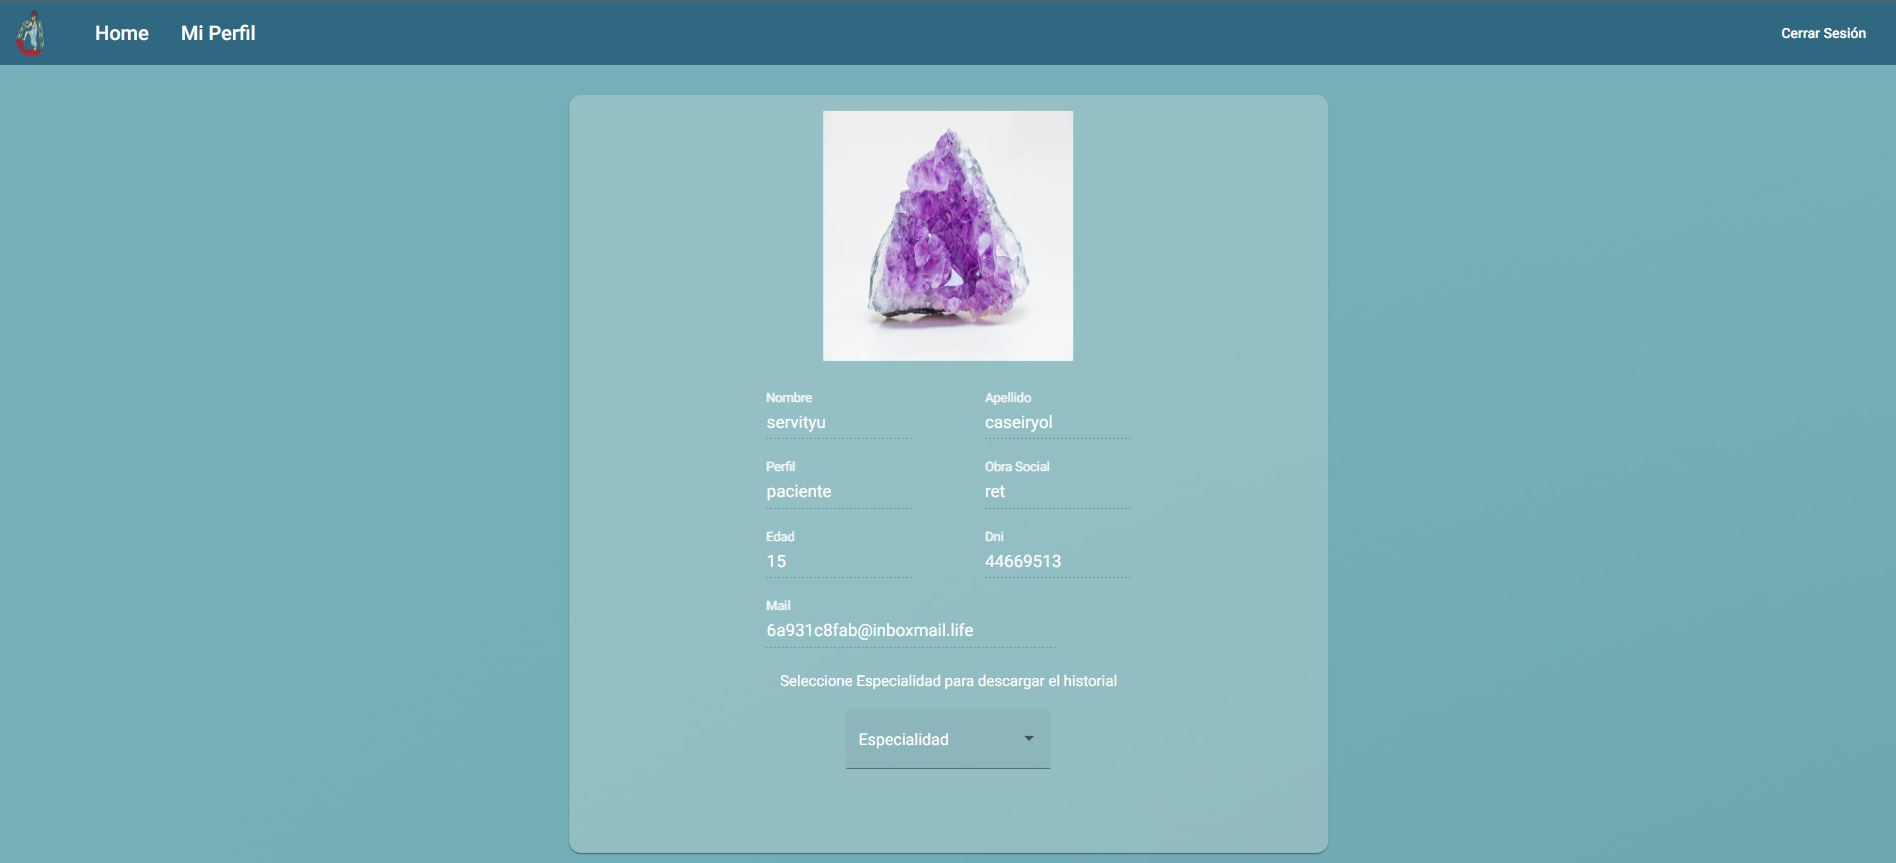 Home Mi Perfil Cerrar Sesión
Nombre Apellido
servityu caseiryol
Perfil Obra Social
paciente ret
Edad Dni
15 44669513
Mail
6a931c8fab@inboxmail.life
Seleccione Especialidad para descargar el historial
Especialidad